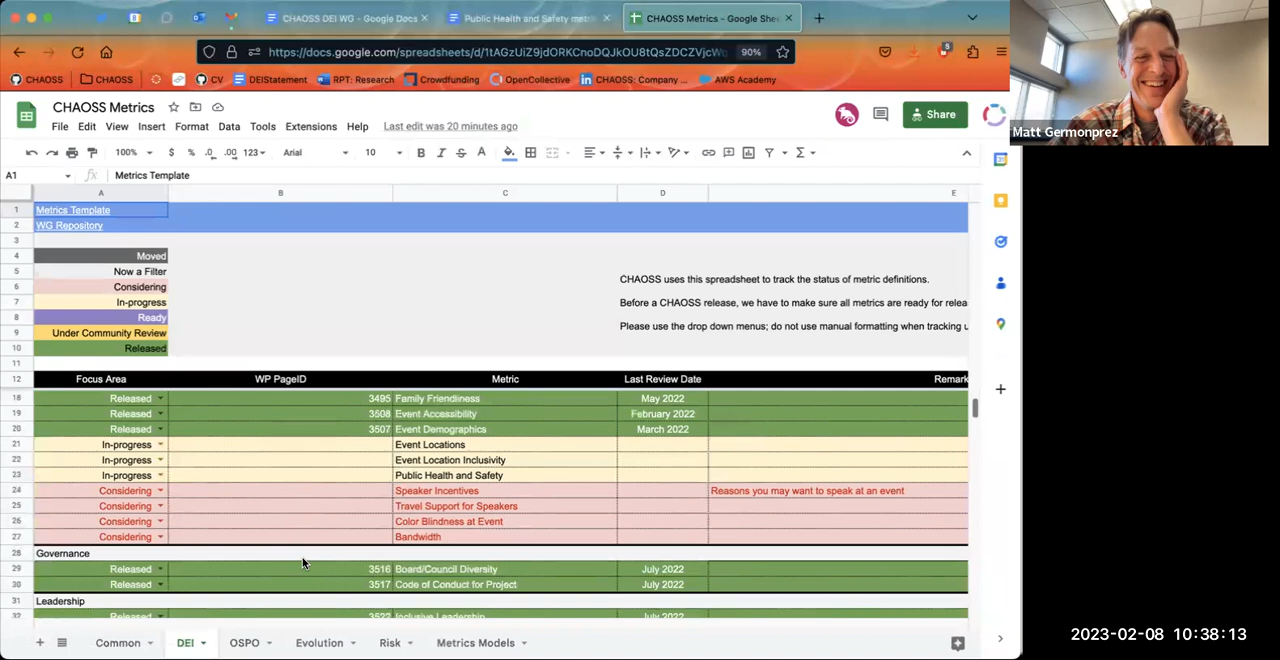 CHAOSS DEI WG - Google Docs
Public Health and Safety metri
CHAOSS Metrics - Google She
https://docs.google.com/spreadsheets/d/1tAGzUiZ9jdORKCnoDQJkOU8tQsZDCZVjcWo
90%
5
CHAOSS
CHAOSS
CV
DEIStatement
RPT: Research
Crowdfunding
OpenCollective
CHAOSS: Company ...
AWS Academy
Matt Germonprez
CHAOSS Metrics
File Edit View Insert Format Data Tools Extensions Help Last edit was 20 minutes ago
Share
100% $ % .0 .00 123 Arial 10 B I S A
A1 fx Metrics Template
A B C D E
1 Metrics Template
2 WG Repository
3
4 Moved
5 Now a Filter
CHAOSS uses this spreadsheet to track the status of metric definitions.
6 Considering
7 In-progress
Before a CHAOSS release, we have to make sure all metrics are ready for relea
8 Ready
Please use the drop down menus; do not use manual formatting when tracking u
9 Under Community Review
10 Released
11
12 Focus Area WP PageID Metric Last Review Date Remark
18 Released 3495 Family Friendliness May 2022
19 Released 3508 Event Accessibility February 2022
20 Released 3507 Event Demographics March 2022
21 In-progress Event Locations
22 In-progress Event Location Inclusivity
23 In-progress Public Health and Safety
24 Considering Speaker Incentives Reasons you may want to speak at an event
25 Considering Travel Support for Speakers
26 Considering Color Blindness at Event
27 Considering Bandwidth
28 Governance
29 Released 3516 Board/Council Diversity July 2022
30 Released 3517 Code of Conduct for Project July 2022
31 Leadership
32 Released 3522 Inclusive Leadership July 2022
Common DEI OSPO Evolution Risk Metrics Models
2023-02-08 10:38:13